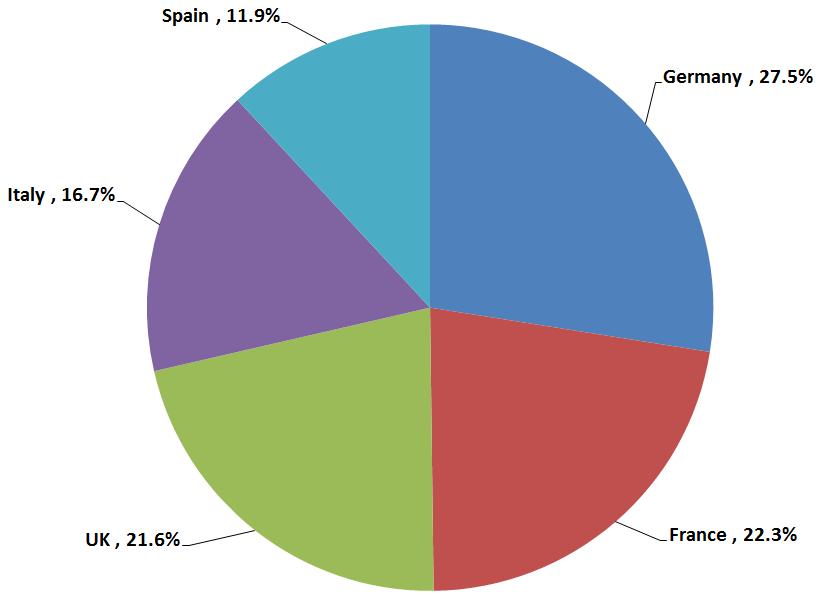 Spain , 11.9%
Germany , 27.5%
Italy , 16.7%
France , 22.3%
UK , 21.6%